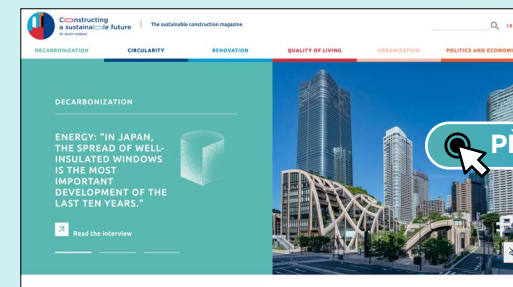 Constructing
a sustainable future
BY SAINT-GOBAIN
The sustainable construction magazine
DECARBONIZATION
CIRCULARITY
RENOVATION
QUALITY OF LIVING
URBANIZATION
POLITICS AND ECONOMI
DECARBONIZATION
ENERGY: "IN JAPAN,
THE SPREAD OF WELL-
INSULATED WINDOWS
IS THE MOST
IMPORTANT
DEVELOPMENT OF THE
LAST TEN YEARS."
Read the interview